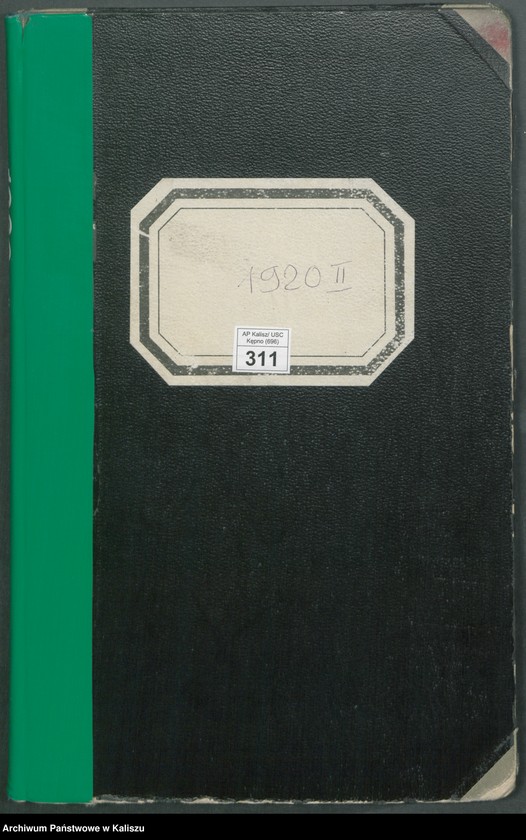 1920 II
AP Kalisz/ USC
Kępno (696)
311
Archiwum Państwowe w Kaliszu